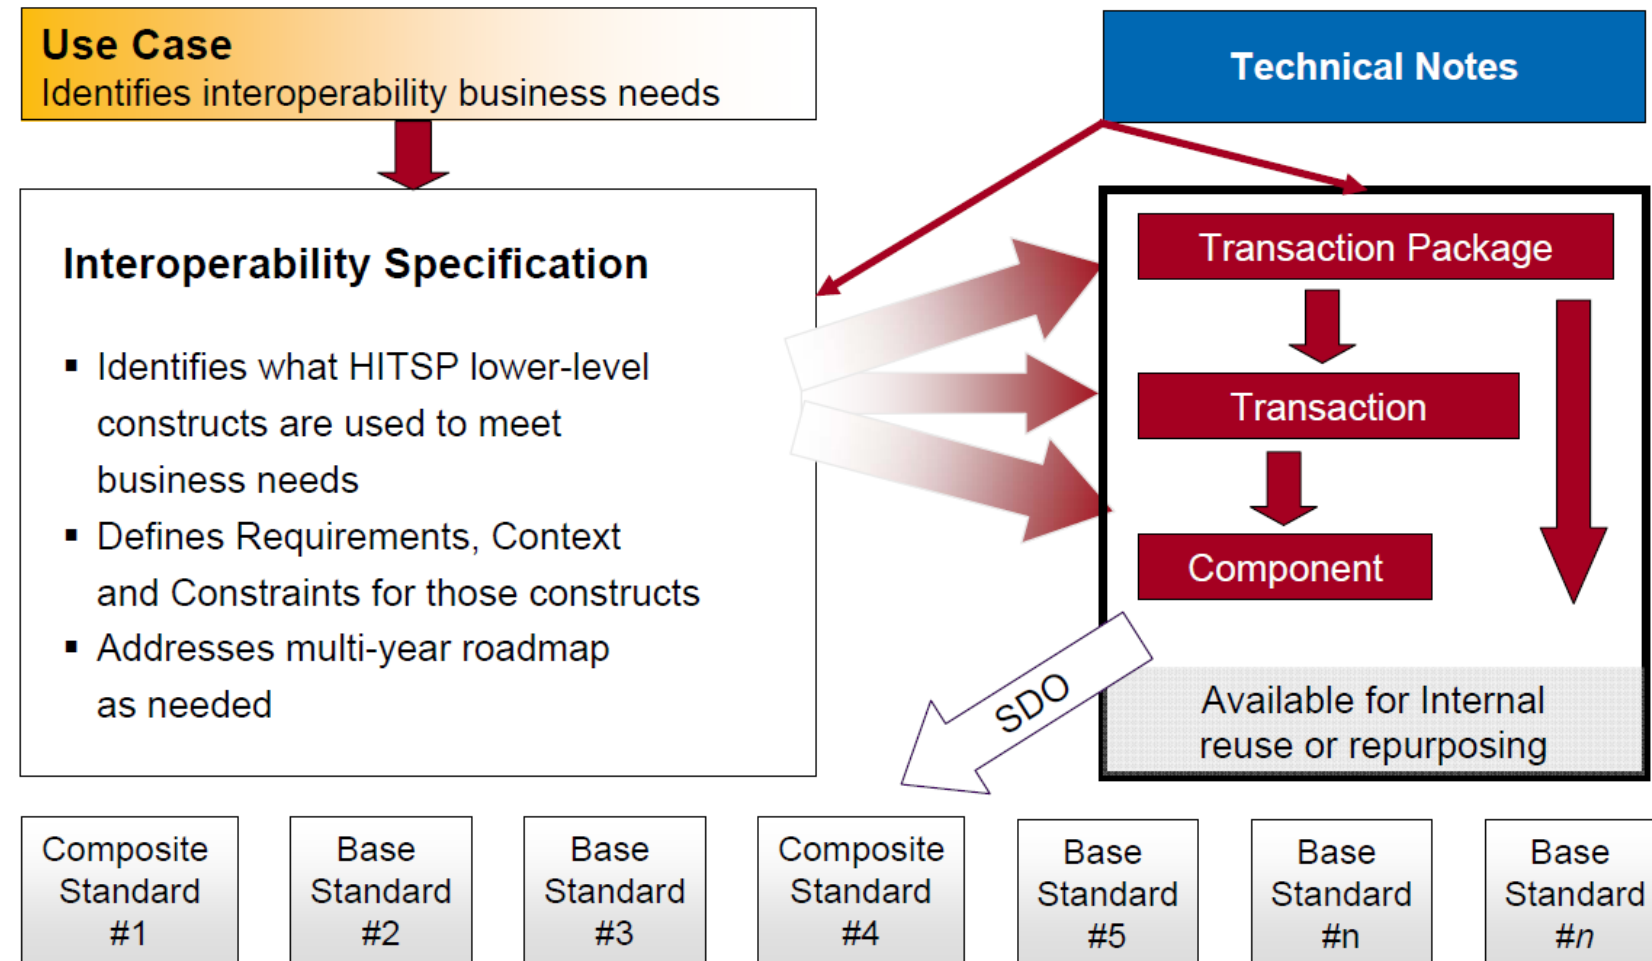 Use Case
Identifies interoperability business needs
Technical Notes
Interoperability Specification
▪ Identifies what HITSP lower-level
constructs are used to meet
business needs
▪ Defines Requirements, Context
and Constraints for those constructs
▪ Addresses multi-year roadmap
as needed
Transaction Package
Transaction
Component
Available for Internal
reuse or repurposing
SDO
Composite
Standard
#1
Base
Standard
#2
Base
Standard
#3
Composite
Standard
#4
Base
Standard
#5
Base
Standard
#n
Base
Standard
#n